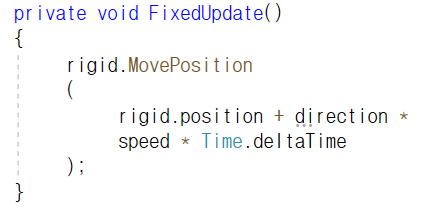 private void FixedUpdate()
{
rigid.MovePosition
(
rigid.position + direction *
speed * Time.deltaTime
);
}